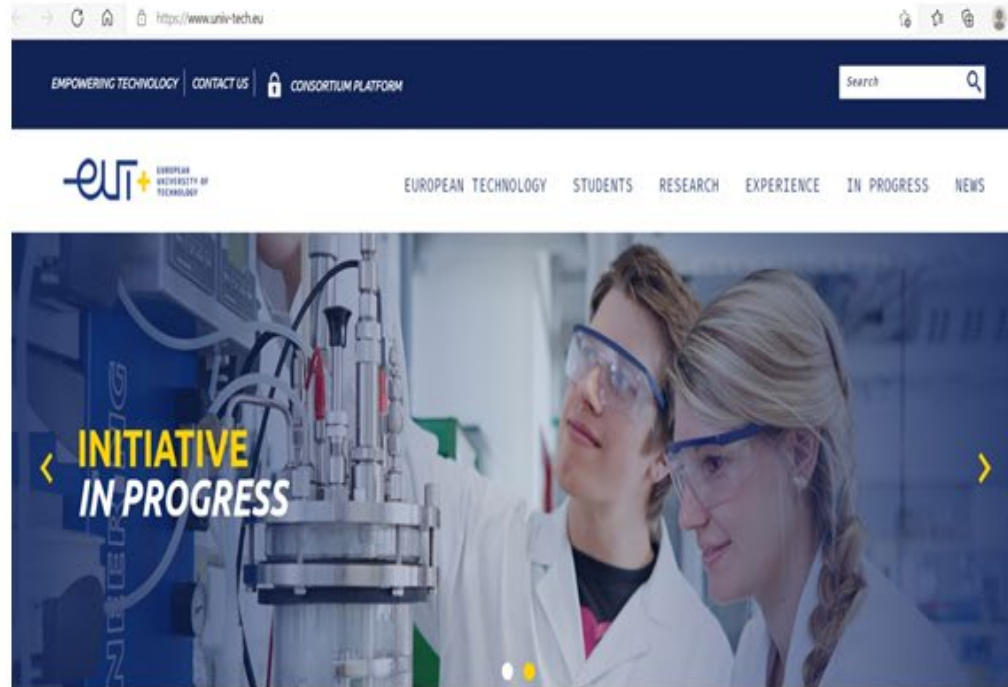 https://www.univ-tech.eu
EMPOWERING TECHNOLOGY CONTACT US CONSORTIUM PLATFORM
Search
eut+ EUROPEAN UNIVERSITY OF TECHNOLOGY
EUROPEAN TECHNOLOGY STUDENTS RESEARCH EXPERIENCE IN PROGRESS NEWS
INITIATIVE
IN PROGRESS